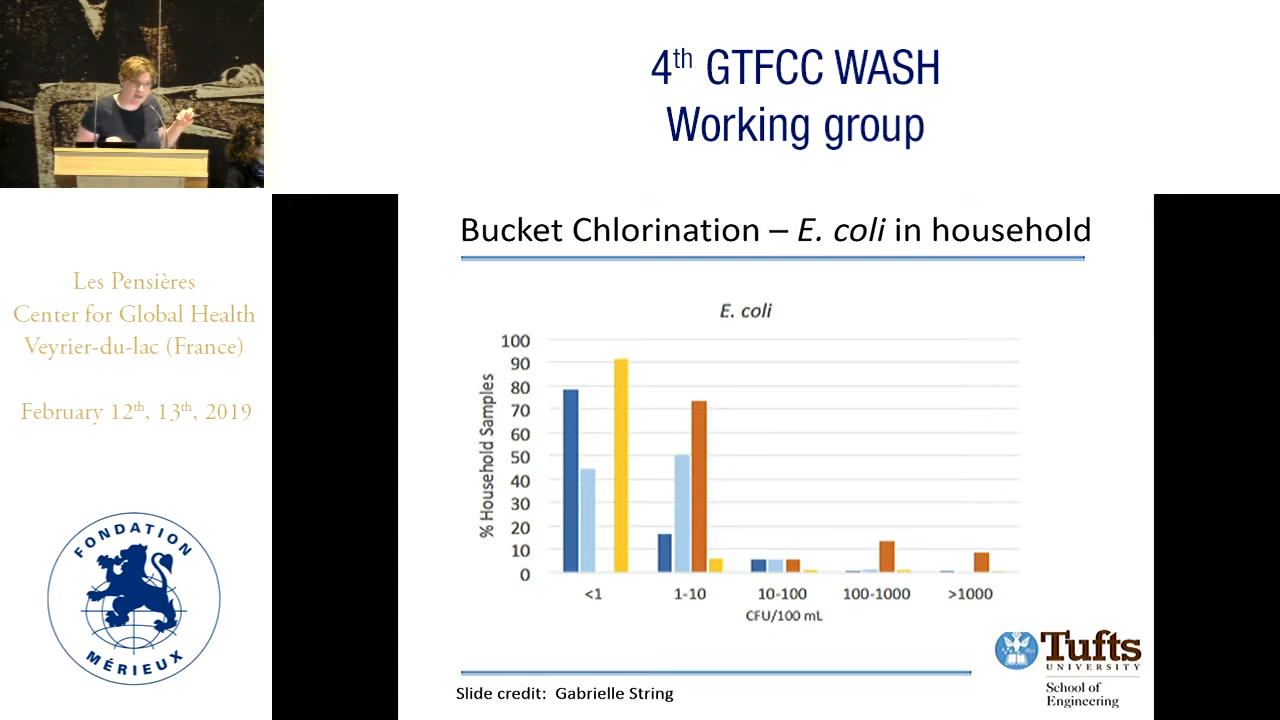 4th GTFCC WASH
Working group
Les Pensières
Center for Global Health
Veyrier-du-lac (France)
February 12th, 13th, 2019
FONDATION
MÉRIEUX
Bucket Chlorination – E. coli in household
E. coli
% Household Samples
100
90
80
70
60
50
40
30
20
10
0
<1
1-10
10-100
100-1000
>1000
CFU/100 mL
Slide credit: Gabrielle String
Tufts
UNIVERSITY
School of
Engineering